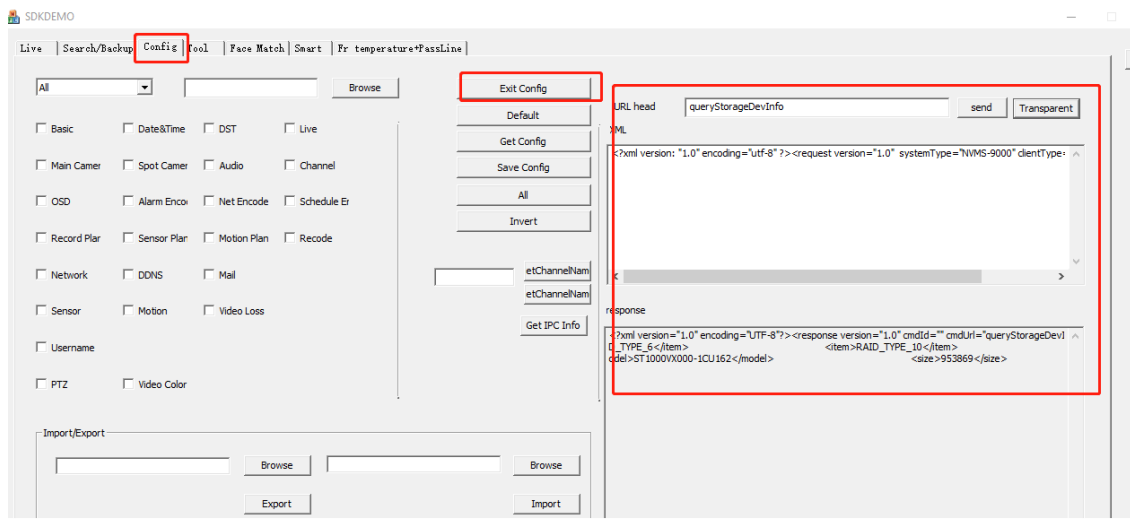 SDKDEMO
Live Search/Backup Config Tool Face Match Smart Fr temperature+PassLine
All Browse Exit Config
URL head queryStorageDevInfo send Transparent
Default
Basic Date&Time DST Live
XML
Get Config
<?xml version: "1.0" encoding="utf-8" ?><request version="1.0" systemType="NVMS-9000" clientType=
Main Camer Spot Camer Audio Channel
Save Config
All
OSD Alarm Enco Net Encode Schedule Er
Invert
Record Plar Sensor Plar Motion Plan Recode
Network DDNS Mail
etChannelNam
etChannelNam
Sensor Motion Video Loss
response
Get IPC Info
<?xml version="1.0" encoding="UTF-8"?><response version="1.0" cmdId="" cmdUrl="queryStorageDevI
D_TYPE_6</item> <item>RAID_TYPE_10</item>
odel>ST1000VX000-1CU162</model> <size>953869</size>
Username
PTZ Video Color
Import/Export
Browse Browse
Export Import